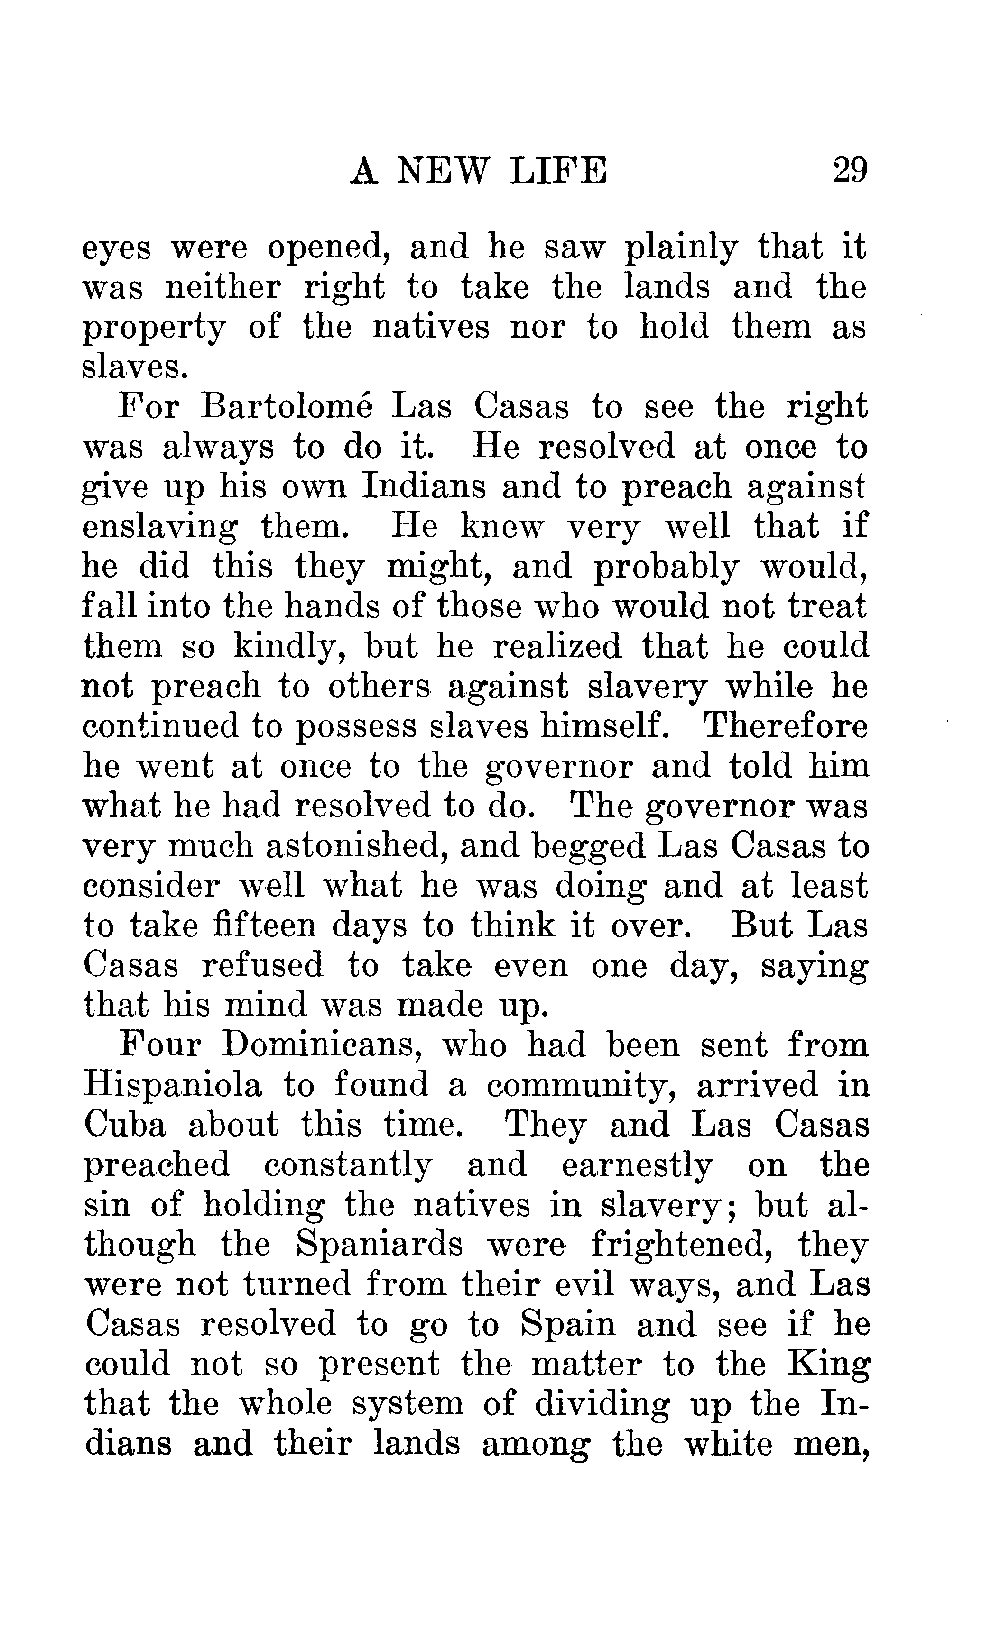 A NEW LIFE 29
eyes were opened, and he saw plainly that it
was neither right to take the lands and the
property of the natives nor to hold them as
slaves.
For Bartolomé Las Casas to see the right
was always to do it. He resolved at once to
give up his own Indians and to preach against
enslaving them. He knew very well that if
he did this they might, and probably would,
fall into the hands of those who would not treat
them so kindly, but he realized that he could
not preach to others against slavery while he
continued to possess slaves himself. Therefore
he went at once to the governor and told him
what he had resolved to do. The governor was
very much astonished, and begged Las Casas to
consider well what he was doing and at least
to take fifteen days to think it over. But Las
Casas refused to take even one day, saying
that his mind was made up.
Four Dominicans, who had been sent from
Hispaniola to found a community, arrived in
Cuba about this time. They and Las Casas
preached constantly and earnestly on the
sin of holding the natives in slavery; but al-
though the Spaniards were frightened, they
were not turned from their evil ways, and Las
Casas resolved to go to Spain and see if he
could not so present the matter to the King
that the whole system of dividing up the In-
dians and their lands among the white men,